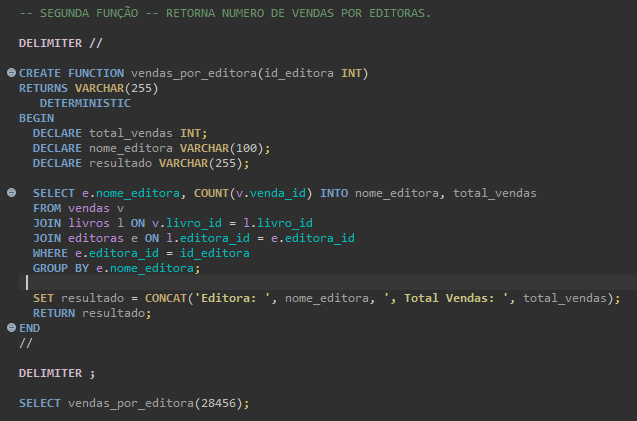 -- SEGUNDA FUNÇÃO -- RETORNA NUMERO DE VENDAS POR EDITORAS.
DELIMITER //
CREATE FUNCTION vendas_por_editora(id_editora INT)
RETURNS VARCHAR(255)
DETERMINISTIC
BEGIN
DECLARE total_vendas INT;
DECLARE nome_editora VARCHAR(100);
DECLARE resultado VARCHAR(255);
SELECT e.nome_editora, COUNT(v.venda_id) INTO nome_editora, total_vendas
FROM vendas v
JOIN livros l ON v.livro_id = l.livro_id
JOIN editoras e ON l.editora_id = e.editora_id
WHERE e.editora_id = id_editora
GROUP BY e.nome_editora;
SET resultado = CONCAT('Editora: ', nome_editora, ', Total Vendas: ', total_vendas);
RETURN resultado;
END
//
DELIMITER ;
SELECT vendas_por_editora(28456);